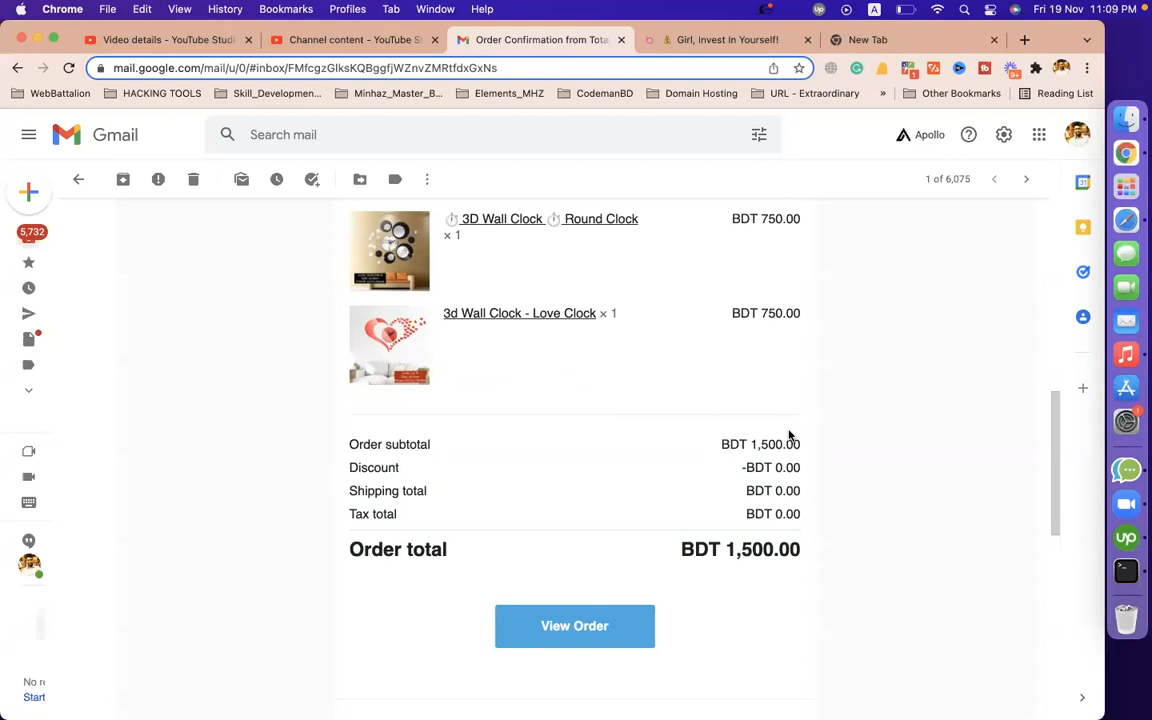 Chrome File Edit View History Bookmarks Profiles Tab Window Help
Fri 19 Nov 11:09 PM
Video details - YouTube Studi
Channel content - YouTube St
Order Confirmation from Tota
Girl, Invest In Yourself!
New Tab
mail.google.com/mail/u/0/#inbox/FMfcgzGlksKQBggfjWZnvZMRtfdxGxNs
WebBattalion HACKING TOOLS Skill_Developmen... Minhaz_Master_B... Elements_MHZ CodemanBD Domain Hosting URL - Extraordinary » Other Bookmarks Reading List
Gmail
Search mail
Apollo
1 of 6,075
5,732
3D Wall Clock Round Clock
× 1
BDT 750.00
3d Wall Clock - Love Clock × 1
BDT 750.00
Order subtotal BDT 1,500.00
Discount -BDT 0.00
Shipping total BDT 0.00
Tax total BDT 0.00
Order total BDT 1,500.00
View Order
No re
Start